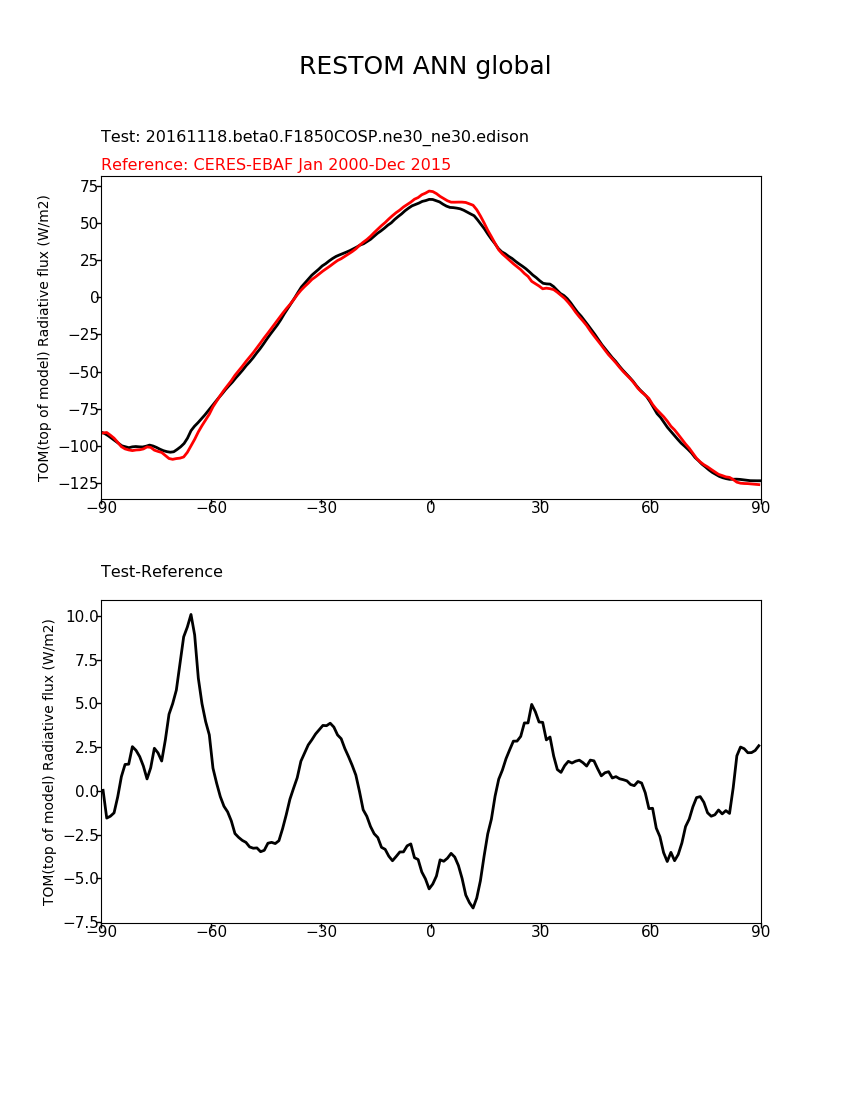 RESTOM ANN global
Test: 20161118.beta0.F1850COSP.ne30_ne30.edison
Reference: CERES-EBAF Jan 2000-Dec 2015
TOM(top of model) Radiative flux (W/m2)
75
50
25
0
−25
−50
−75
−100
−125
−90 −60 −30 0 30 60 90
Test-Reference
TOM(top of model) Radiative flux (W/m2)
10.0
7.5
5.0
2.5
0.0
−2.5
−5.0
−7.5
−90 −60 −30 0 30 60 90